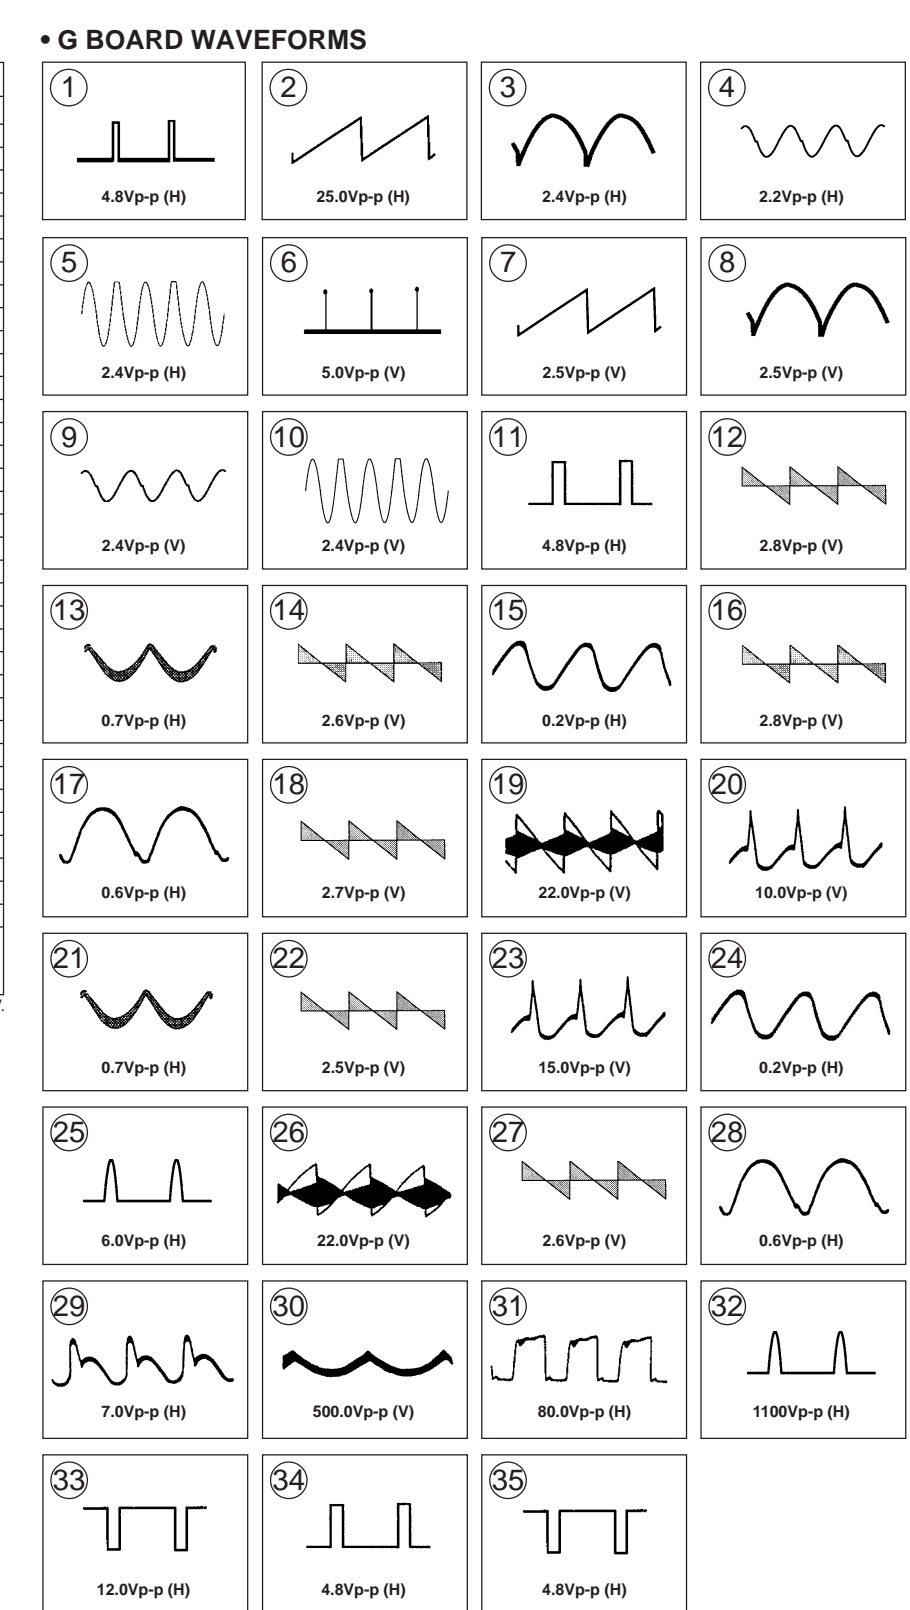 • G BOARD WAVEFORMS
1 2 3 4
4.8Vp-p (H) 25.0Vp-p (H) 2.4Vp-p (H) 2.2Vp-p (H)
5 6 7 8
2.4Vp-p (H) 5.0Vp-p (V) 2.5Vp-p (V) 2.5Vp-p (V)
9 10 11 12
2.4Vp-p (V) 2.4Vp-p (V) 4.8Vp-p (H) 2.8Vp-p (V)
13 14 15 16
0.7Vp-p (H) 2.6Vp-p (V) 0.2Vp-p (H) 2.8Vp-p (V)
17 18 19 20
0.6Vp-p (H) 2.7Vp-p (V) 22.0Vp-p (V) 10.0Vp-p (V)
21 22 23 24
0.7Vp-p (H) 2.5Vp-p (V) 15.0Vp-p (V) 0.2Vp-p (H)
25 26 27 28
6.0Vp-p (H) 22.0Vp-p (V) 2.6Vp-p (V) 0.6Vp-p (H)
29 30 31 32
7.0Vp-p (H) 500.0Vp-p (V) 80.0Vp-p (H) 1100Vp-p (H)
33 34 35
12.0Vp-p (H) 4.8Vp-p (H) 4.8Vp-p (H)